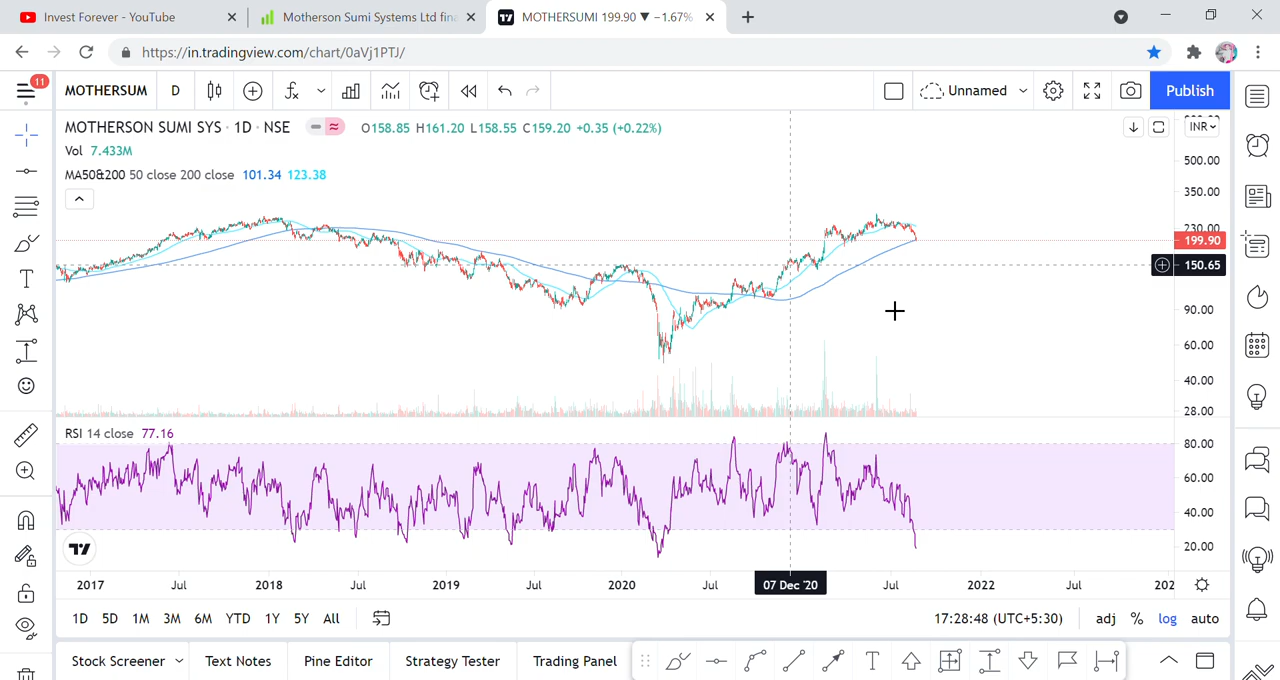 Invest Forever - YouTube
Motherson Sumi Systems Ltd fina
MOTHERSUMI 199.90 ▼ −1.67%
https://in.tradingview.com/chart/0aVj1PTJ/
11
MOTHERSUM
D
Unnamed
Publish
MOTHERSON SUMI SYS · 1D · NSE
O158.85 H161.20 L158.55 C159.20 +0.35 (+0.22%)
INR
Vol 7.433M
MA50&200 50 close 200 close 101.34 123.38
500.00
350.00
230.00
199.90
150.65
90.00
60.00
40.00
28.00
RSI 14 close 77.16
80.00
60.00
40.00
20.00
2017
Jul
2018
Jul
2019
Jul
2020
Jul
07 Dec '20
Jul
2022
Jul
202
1D 5D 1M 3M 6M YTD 1Y 5Y All
17:28:48 (UTC+5:30)
adj % log auto
Stock Screener
Text Notes
Pine Editor
Strategy Tester
Trading Panel